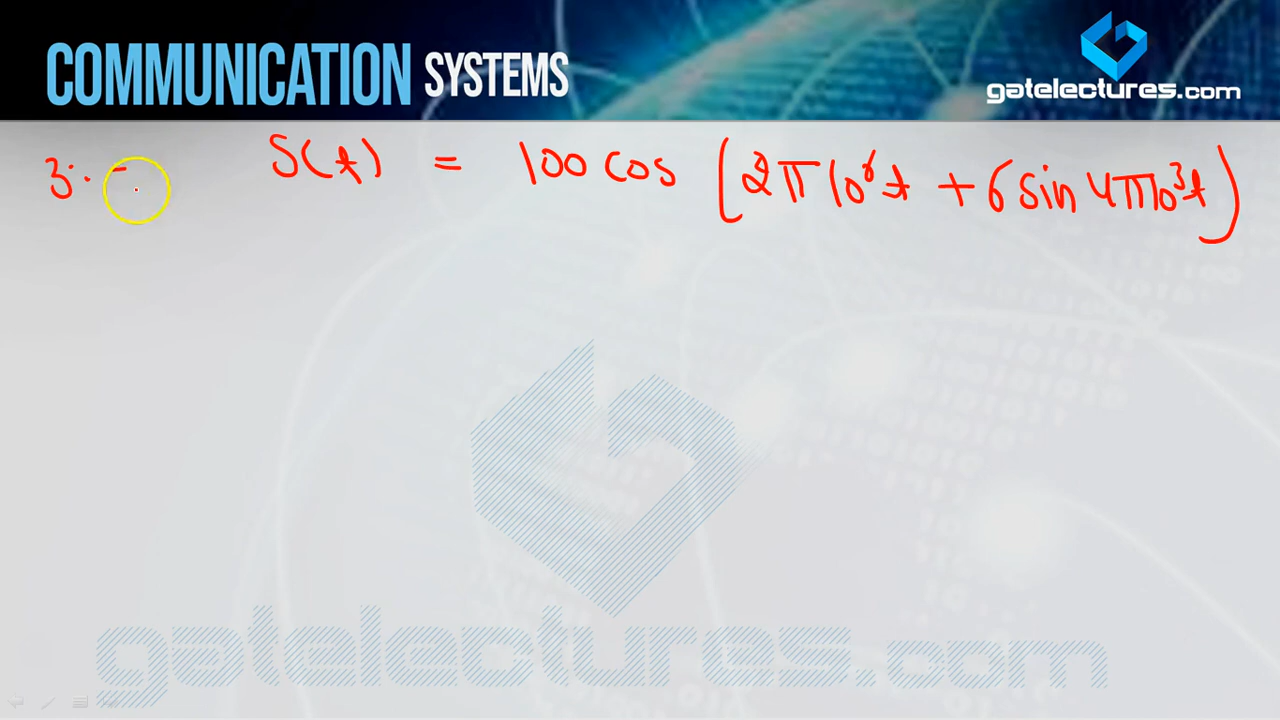 COMMUNICATION SYSTEMS
gatelectures.com
3:- S(t) = 100 cos [2π10⁶t + 6 sin 4π10³t)
gatelectures.com